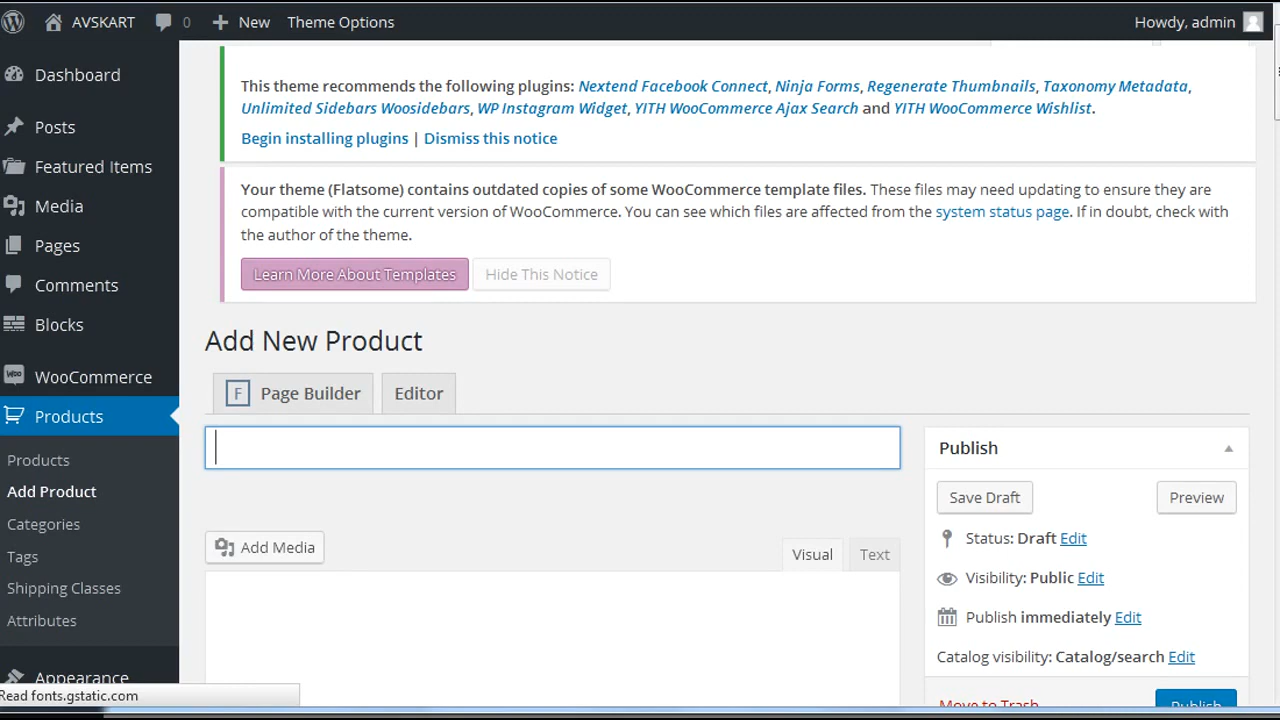 AVSKART 0 New Theme Options Howdy, admin
Dashboard
Posts
Featured Items
Media
Pages
Comments
Blocks
WooCommerce
Products
Products
Add Product
Categories
Tags
Shipping Classes
Attributes
Appearance
This theme recommends the following plugins: Nextend Facebook Connect, Ninja Forms, Regenerate Thumbnails, Taxonomy Metadata,
Unlimited Sidebars Woosidebars, WP Instagram Widget, YITH WooCommerce Ajax Search and YITH WooCommerce Wishlist.
Begin installing plugins | Dismiss this notice
Your theme (Flatsome) contains outdated copies of some WooCommerce template files. These files may need updating to ensure they are
compatible with the current version of WooCommerce. You can see which files are affected from the system status page. If in doubt, check with
the author of the theme.
Learn More About Templates Hide This Notice
Add New Product
F Page Builder Editor
Add Media Visual Text
Publish
Save Draft Preview
Status: Draft Edit
Visibility: Public Edit
Publish immediately Edit
Catalog visibility: Catalog/search Edit
Move to Trash Publish
Read fonts.gstatic.com